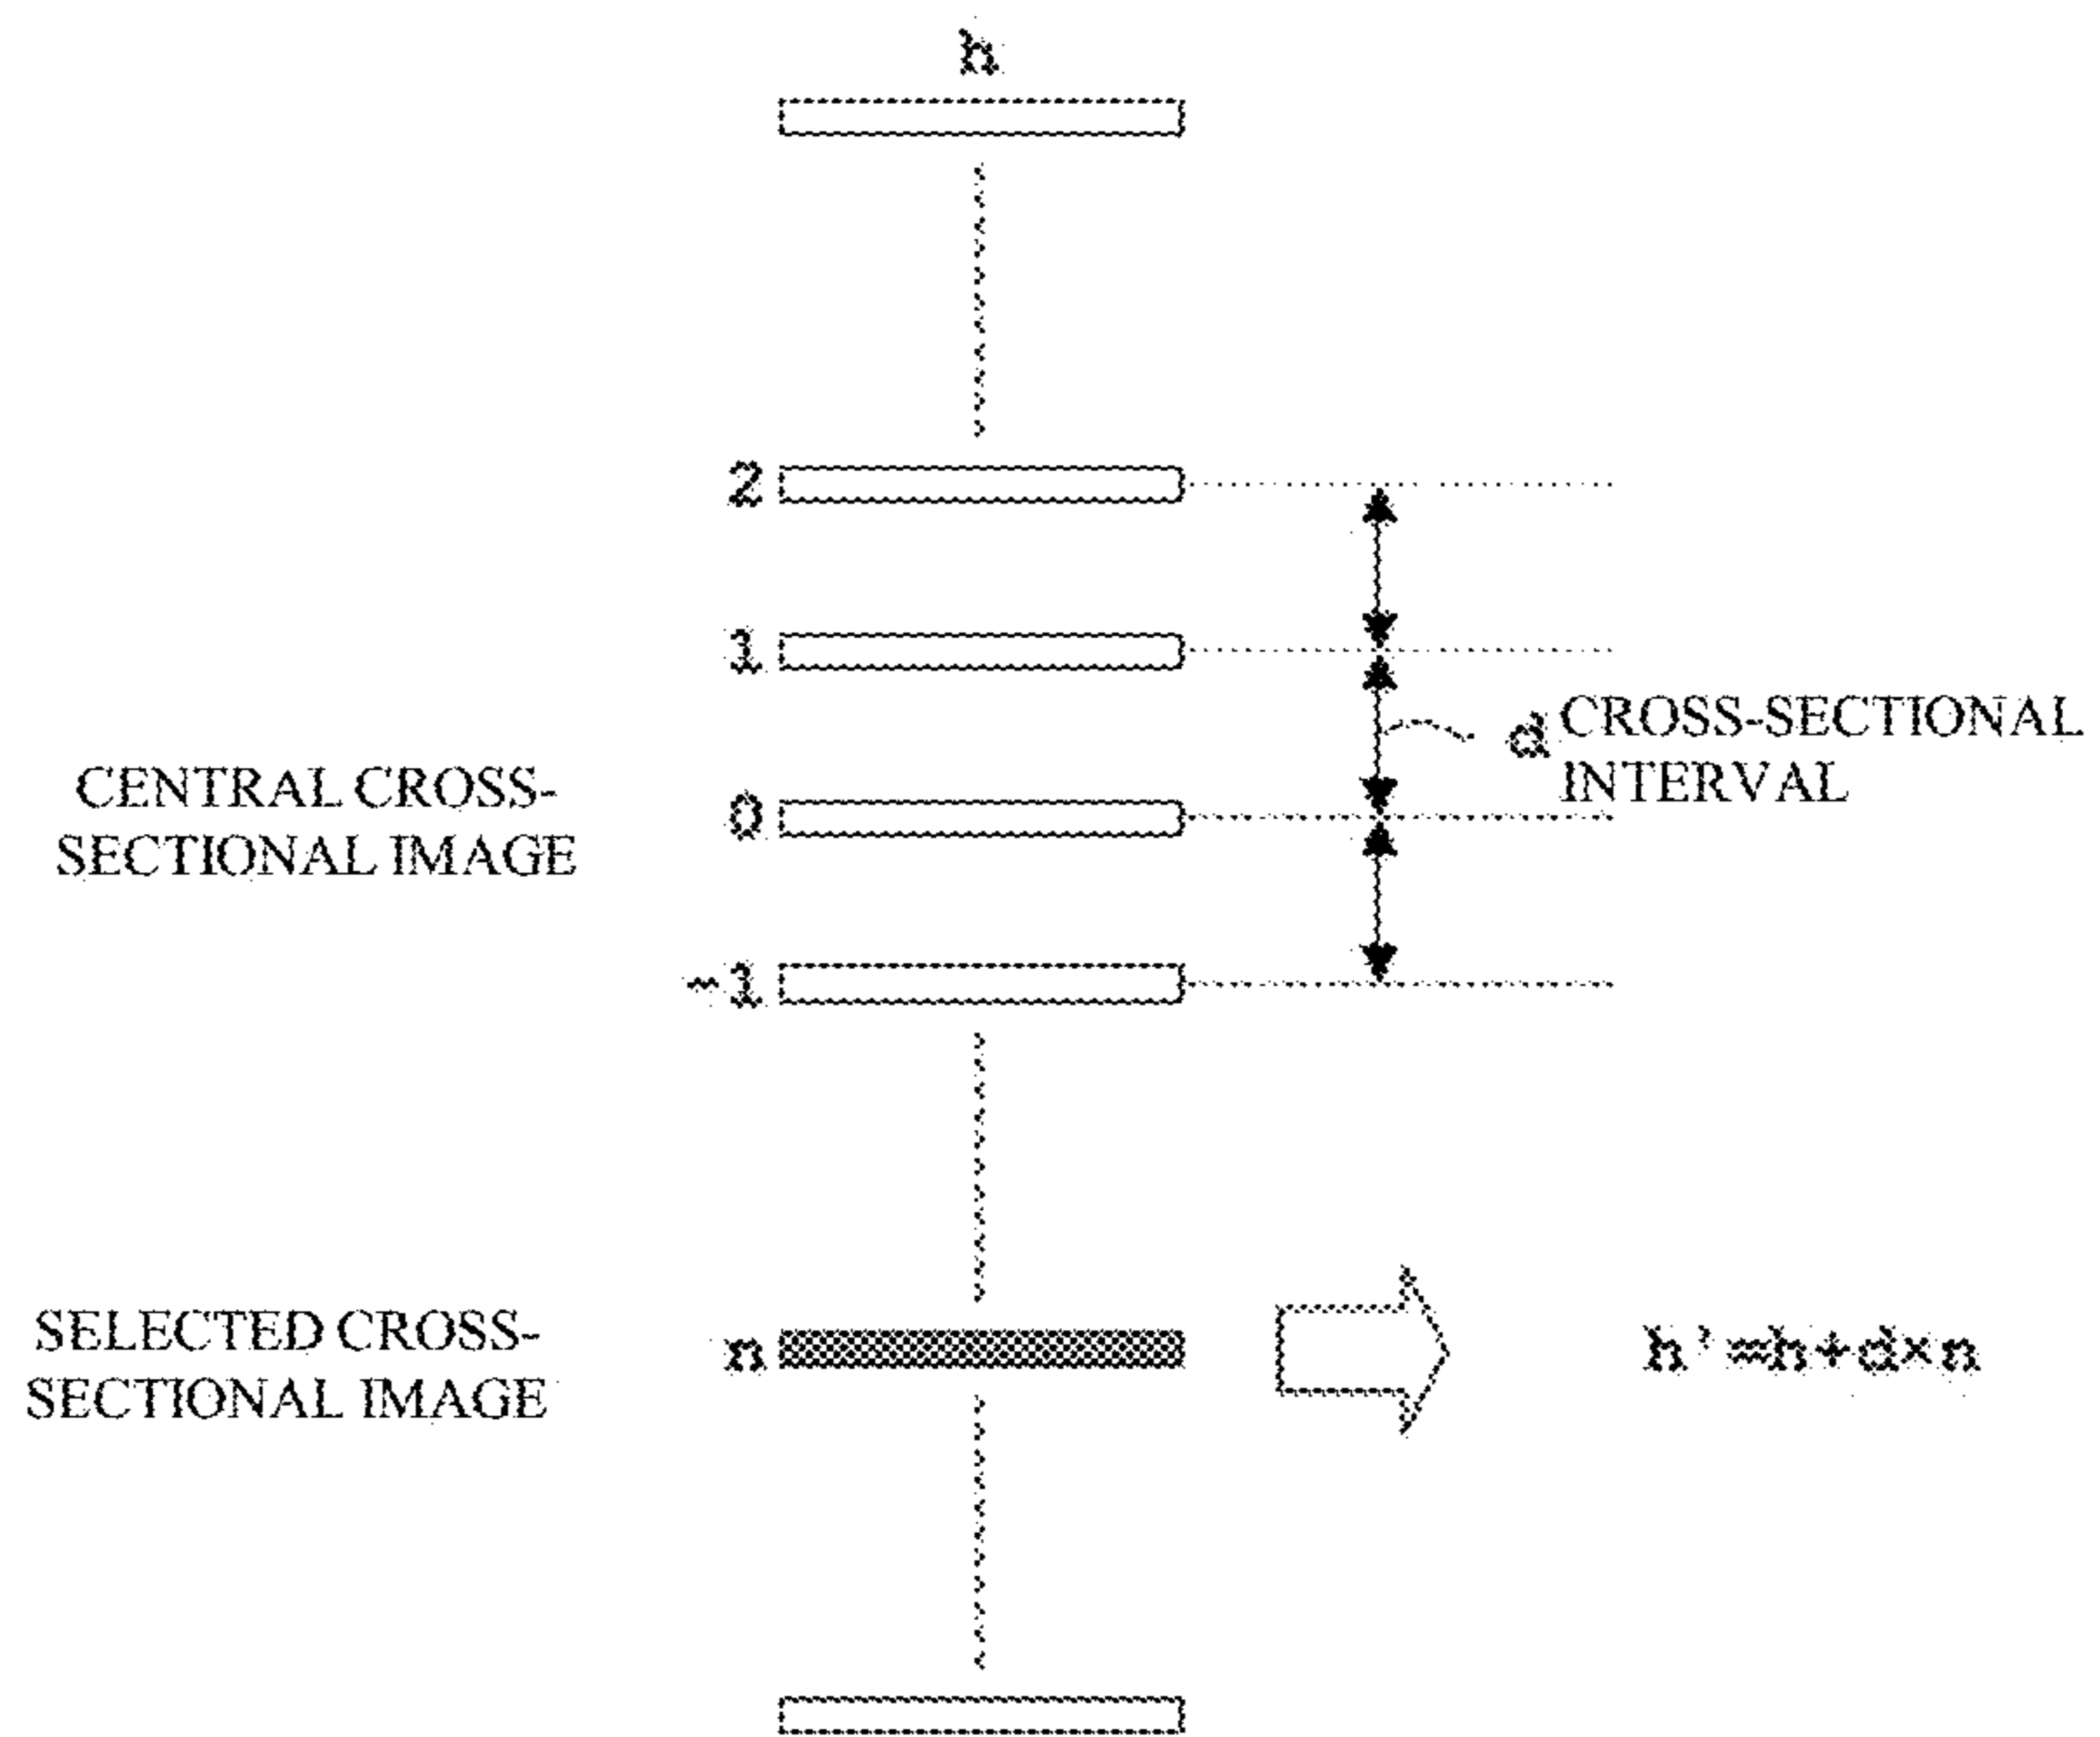 h
2
1
d CROSS-SECTIONAL
INTERVAL
CENTRAL CROSS-
SECTIONAL IMAGE
0
-1
SELECTED CROSS-
SECTIONAL IMAGE
n
h'=h+d×n